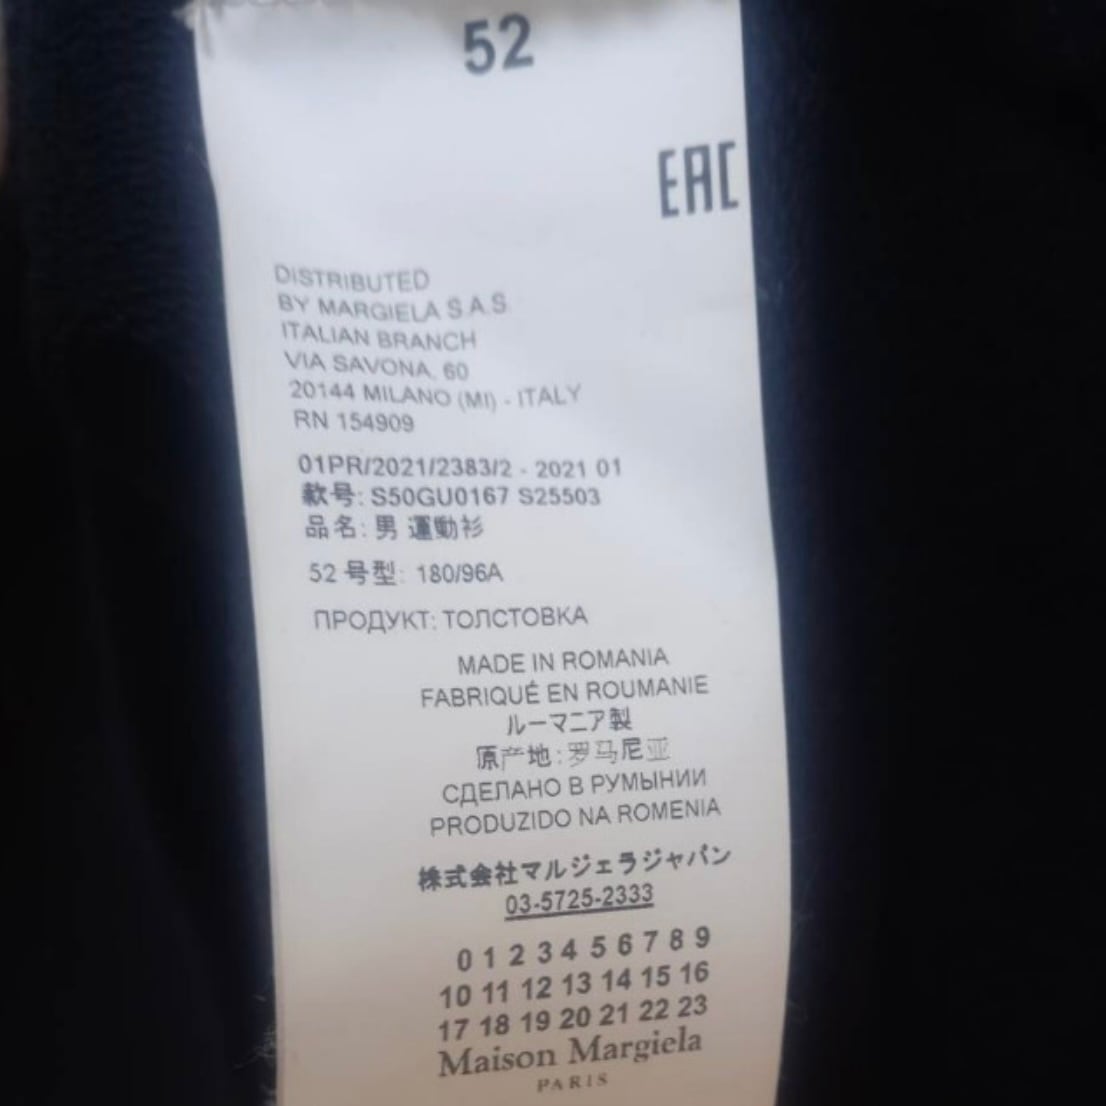 52
EAC
DISTRIBUTED
BY MARGIELA S.A.S.
ITALIAN BRANCH
VIA SAVONA, 60
20144 MILANO (MI) - ITALY
RN 154909
01PR/2021/2383/2 - 2021 01
款号: S50GU0167 S25503
品名: 男 運動衫
52 号型: 180/96A
ПРОДУКТ: ТОЛСТОВКА
MADE IN ROMANIA
FABRIQUÉ EN ROUMANIE
ルーマニア製
原产地: 罗马尼亚
СДЕЛАНО В РУМЫНИИ
PRODUZIDO NA ROMENIA
株式会社マルジェラジャパン
03-5725-2333
0 1 2 3 4 5 6 7 8 9
10 11 12 13 14 15 16
17 18 19 20 21 22 23
Maison Margiela
PARIS